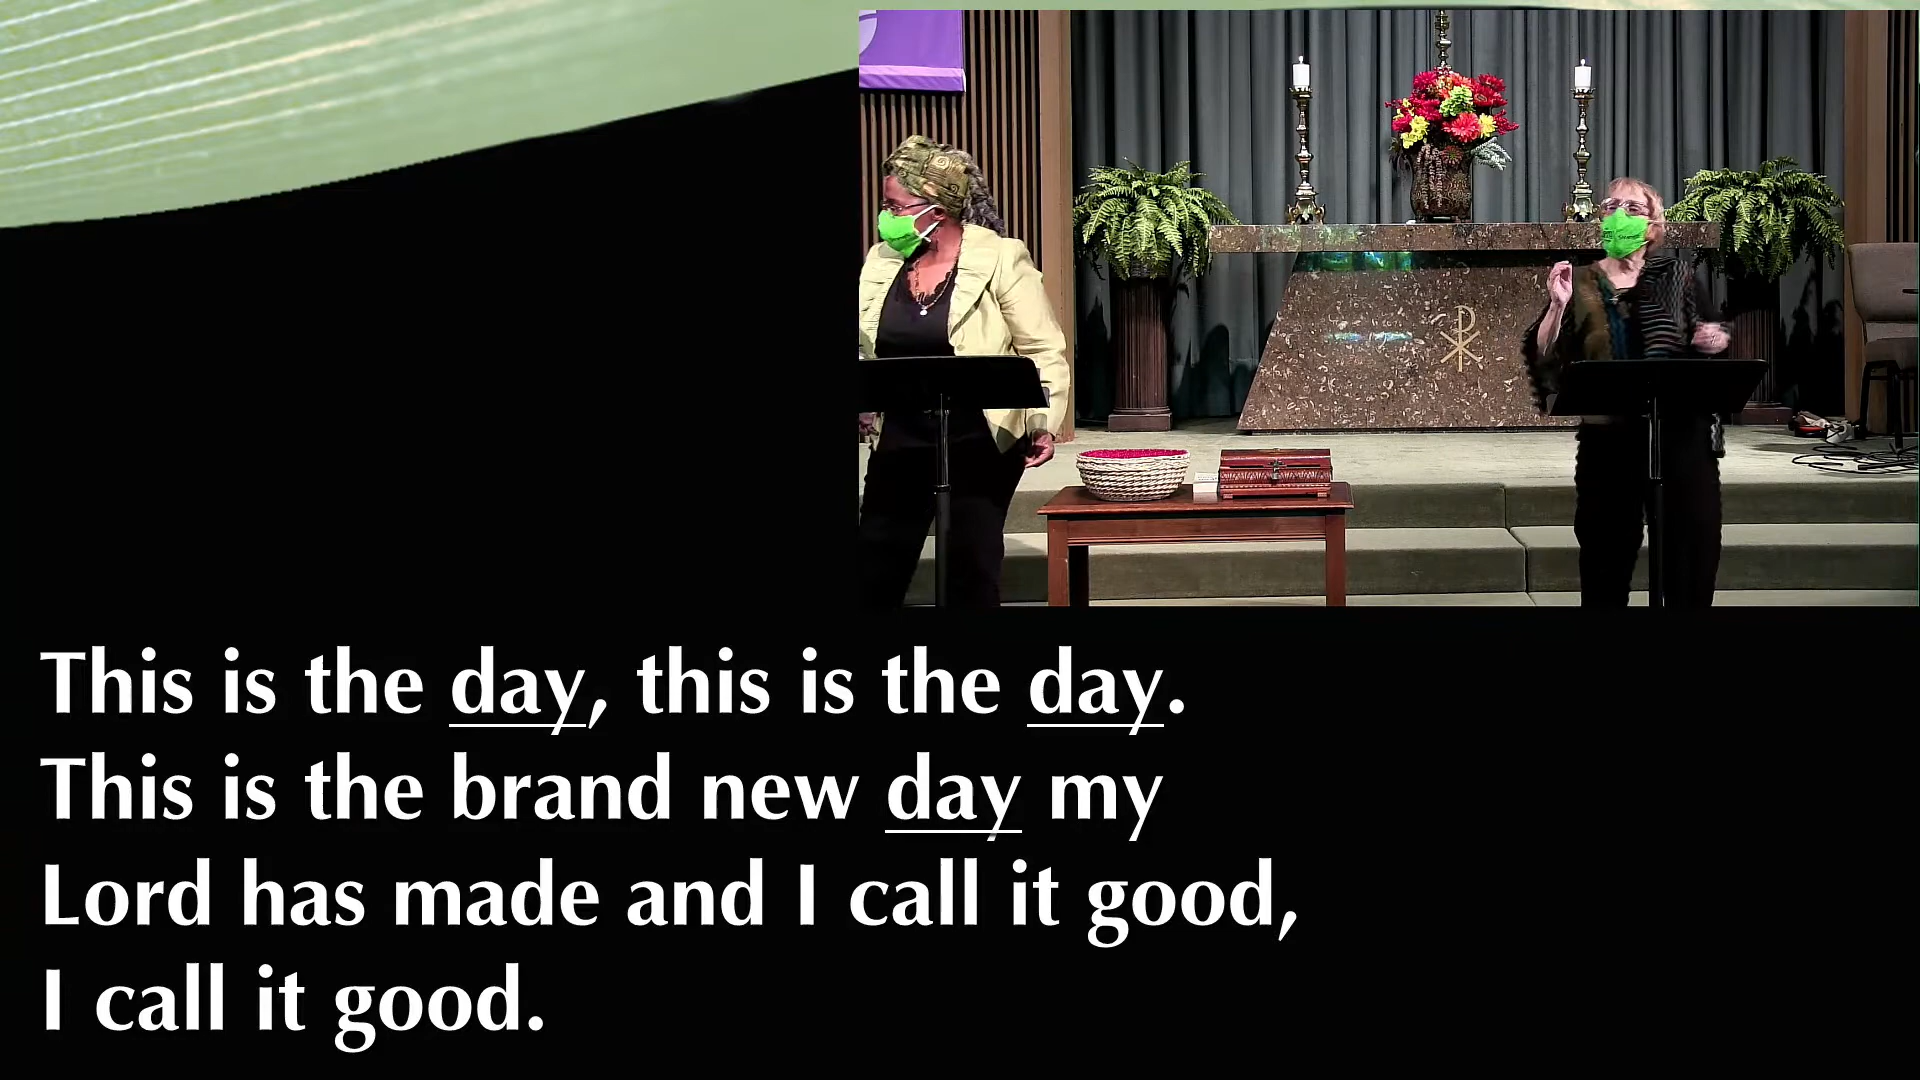 This is the day, this is the day.
This is the brand new day my
Lord has made and I call it good,
I call it good.